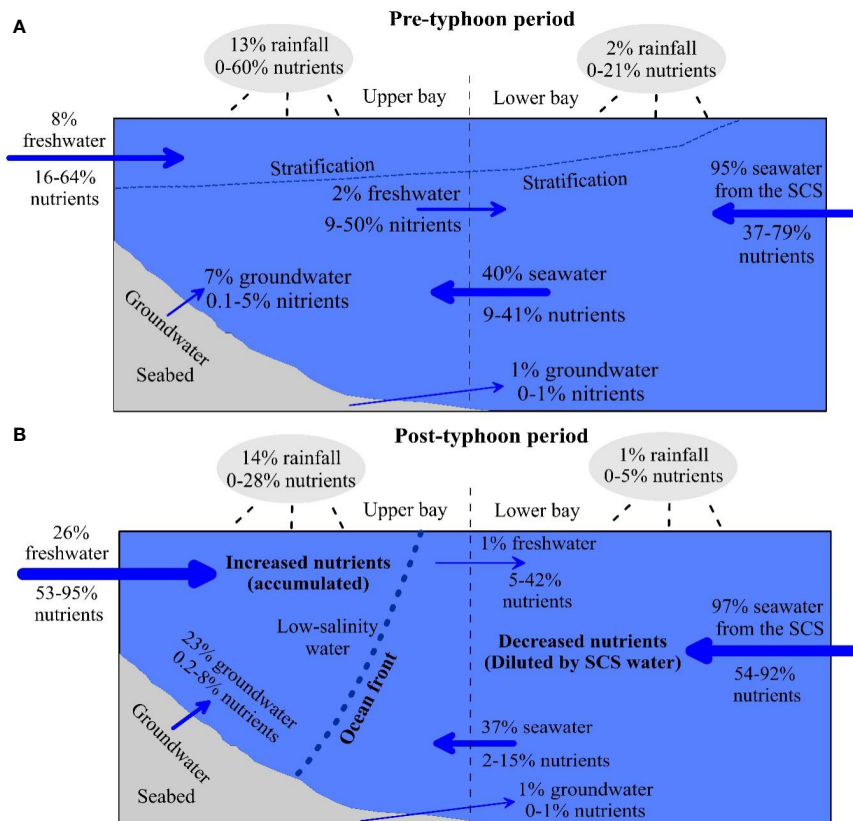 A
Pre-typhoon period
13% rainfall
0-60% nutrients
2% rainfall
0-21% nutrients
Upper bay
Lower bay
8%
freshwater
16-64%
nutrients
Stratification
Stratification
2% freshwater
9-50% nitrients
95% seawater
from the SCS
37-79%
nutrients
7% groundwater
0.1-5% nitrients
40% seawater
9-41% nutrients
Groundwater
Seabed
1% groundwater
0-1% nitrients
B
Post-typhoon period
14% rainfall
0-28% nutrients
1% rainfall
0-5% nutrients
Upper bay
Lower bay
26%
freshwater
53-95%
nutrients
Increased nutrients
(accumulated)
1% freshwater
5-42%
nutrients
Low-salinity
water
Ocean front
Decreased nutrients
(Diluted by SCS water)
97% seawater
from the SCS
54-92%
nutrients
23% groundwater
0.2-8% nutrients
37% seawater
2-15% nutrients
Groundwater
Seabed
1% groundwater
0-1% nutrients